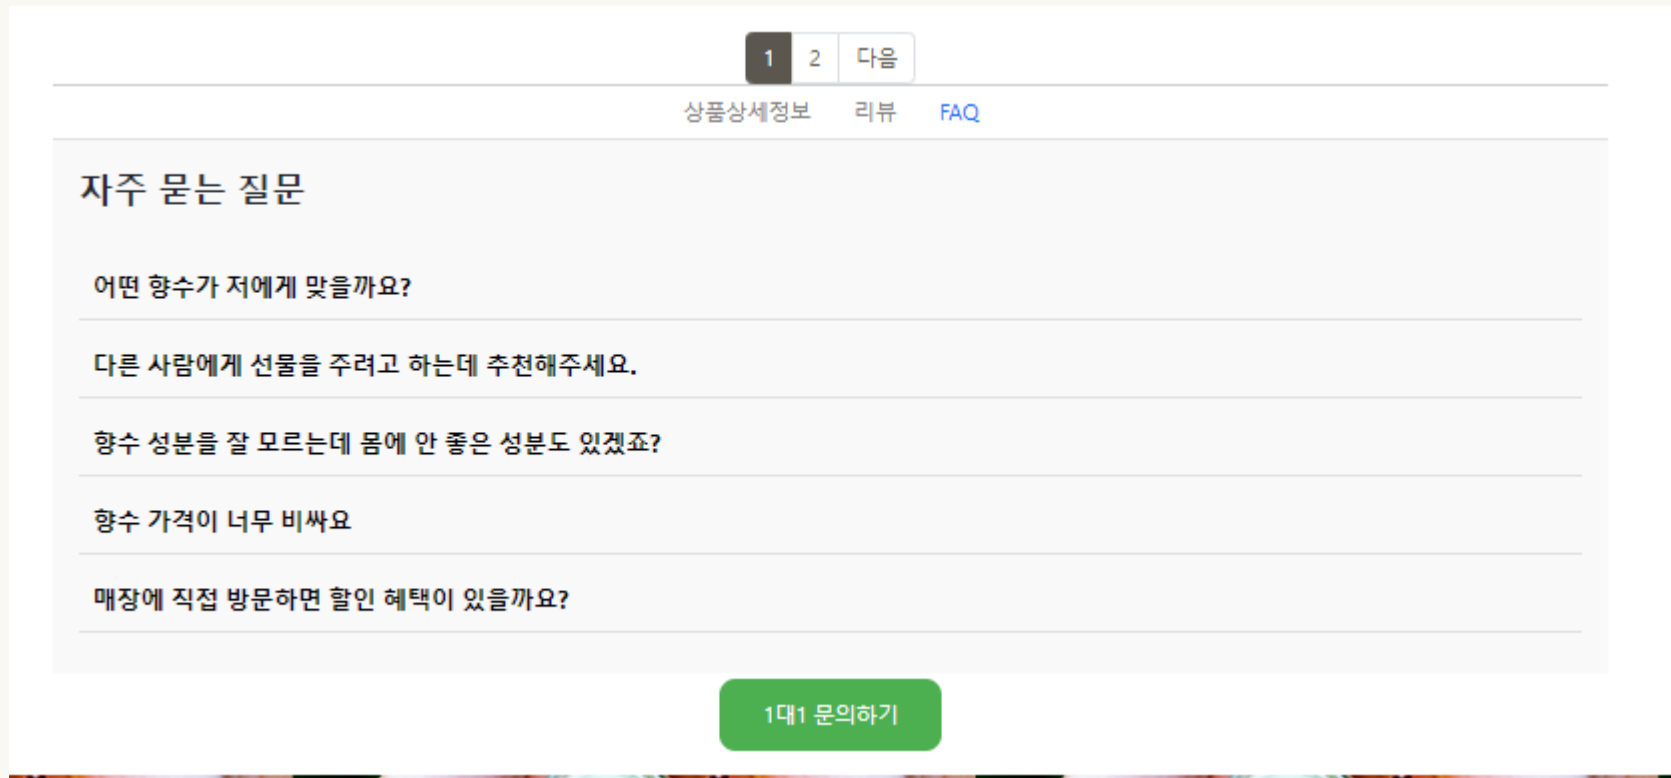 1 2 다음
상품상세정보 리뷰 FAQ
자주 묻는 질문
어떤 향수가 저에게 맞을까요?
다른 사람에게 선물을 주려고 하는데 추천해주세요.
향수 성분을 잘 모르는데 몸에 안 좋은 성분도 있겠죠?
향수 가격이 너무 비싸요
매장에 직접 방문하면 할인 혜택이 있을까요?
1대1 문의하기